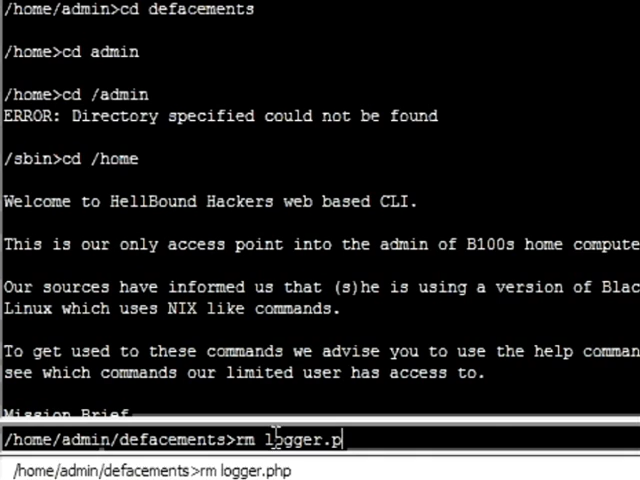 /home/admin>cd defacements
/home>cd admin
/home>cd /admin
ERROR: Directory specified could not be found
/sbin>cd /home
Welcome to HellBound Hackers web based CLI.
This is our only access point into the admin of B100s home compute
Our sources have informed us that (s)he is using a version of Blac
Linux which uses NIX like commands.
To get used to these commands we advise you to use the help comman
see which commands our limited user has access to.
Mission Brief
/home/admin/defacements>rm logger.p
/home/admin/defacements>rm logger.php